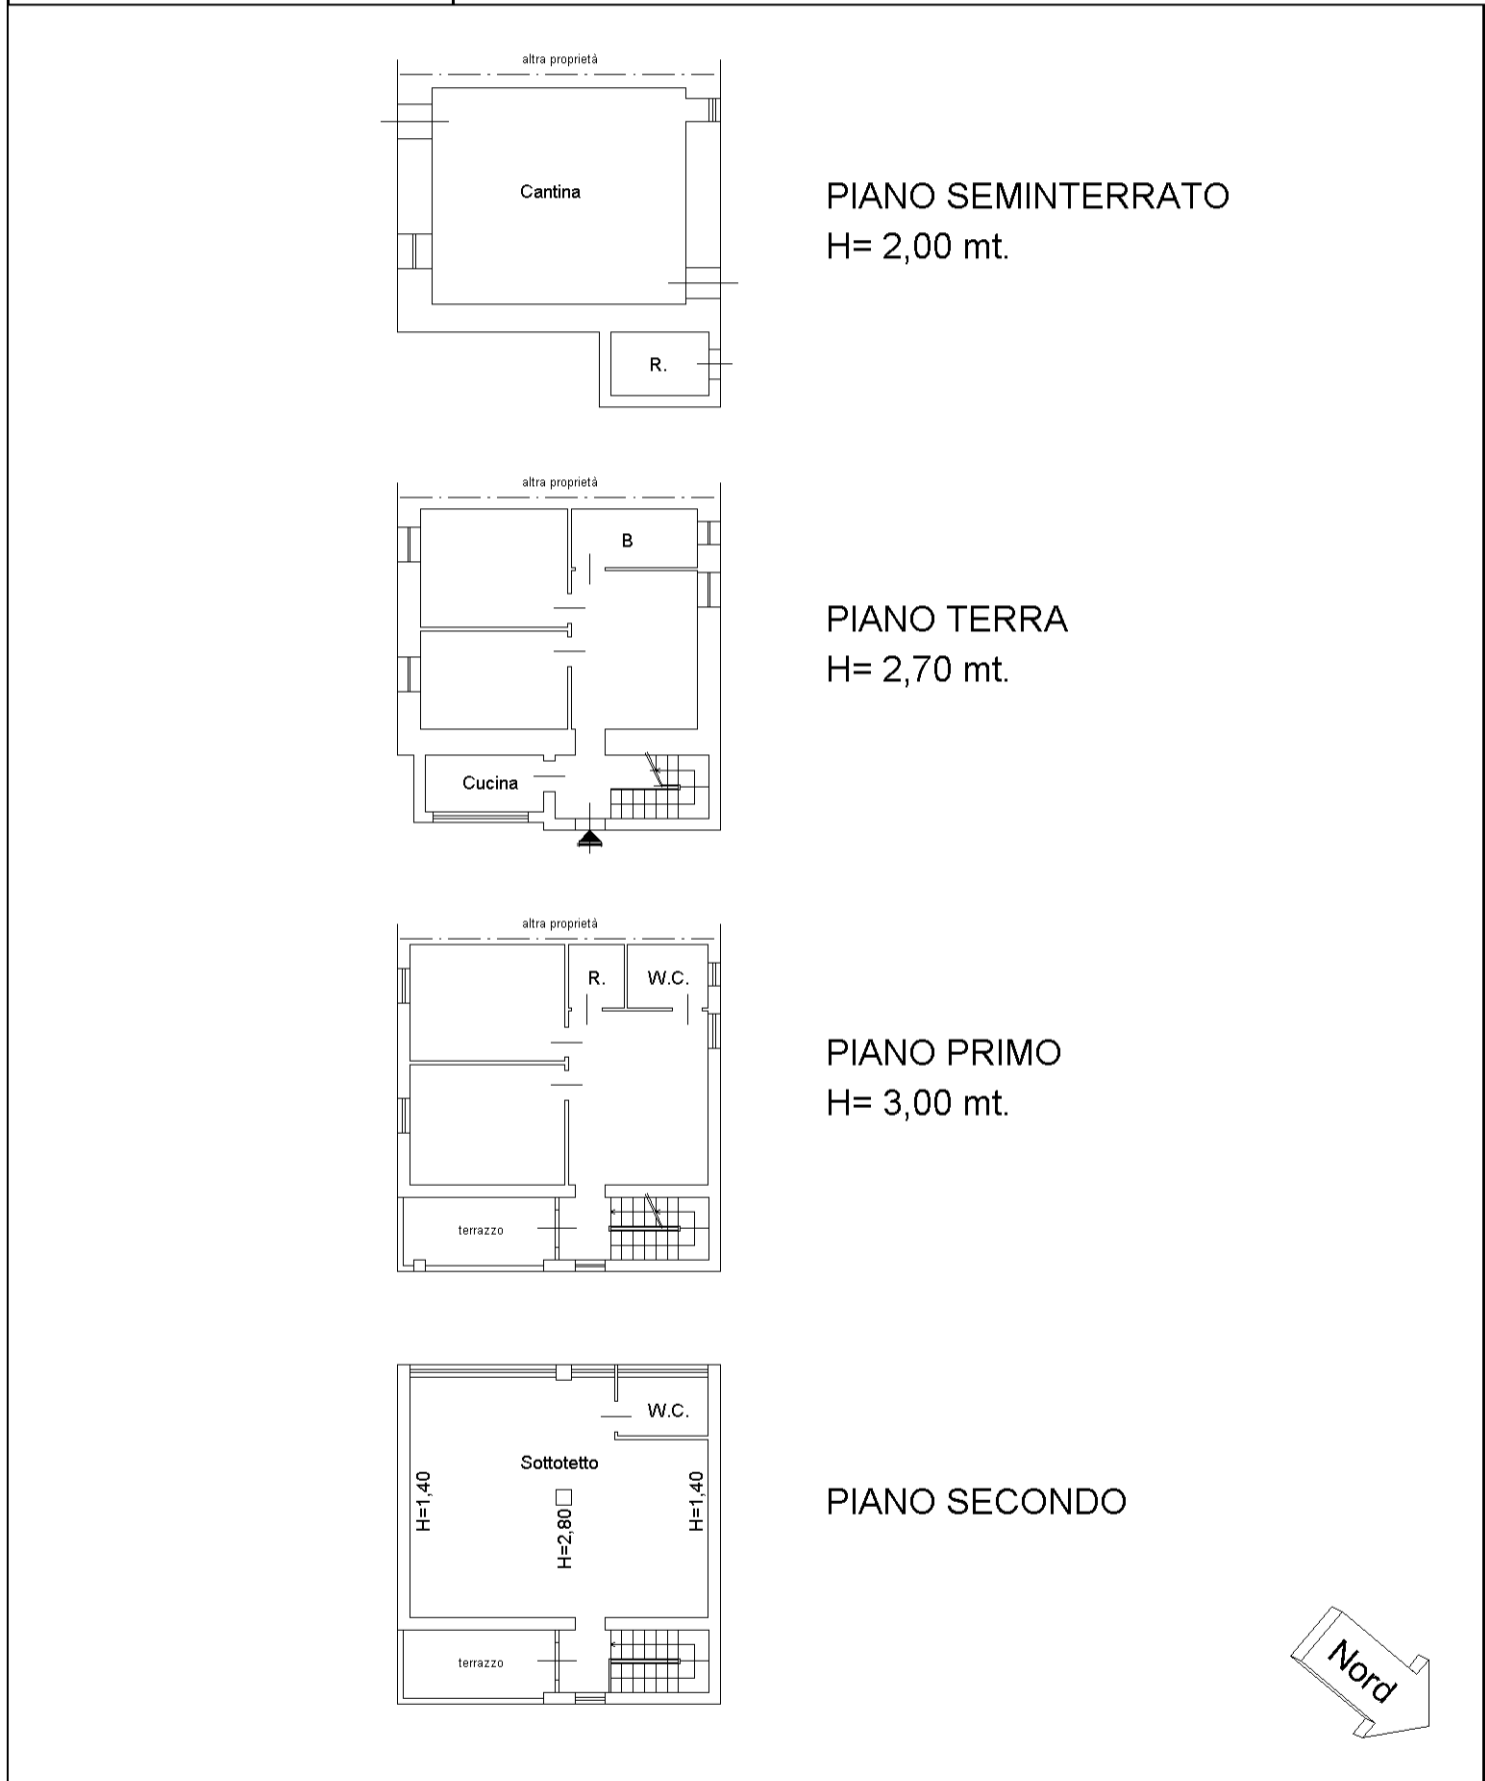 altra proprietà
Cantina
R.
PIANO SEMINTERRATO
H= 2,00 mt.
altra proprietà
B
Cucina
PIANO TERRA
H= 2,70 mt.
altra proprietà
R.
W.C.
terrazzo
PIANO PRIMO
H= 3,00 mt.
W.C.
Sottotetto
H=1,40
H=2,80
H=1,40
terrazzo
PIANO SECONDO
Nord